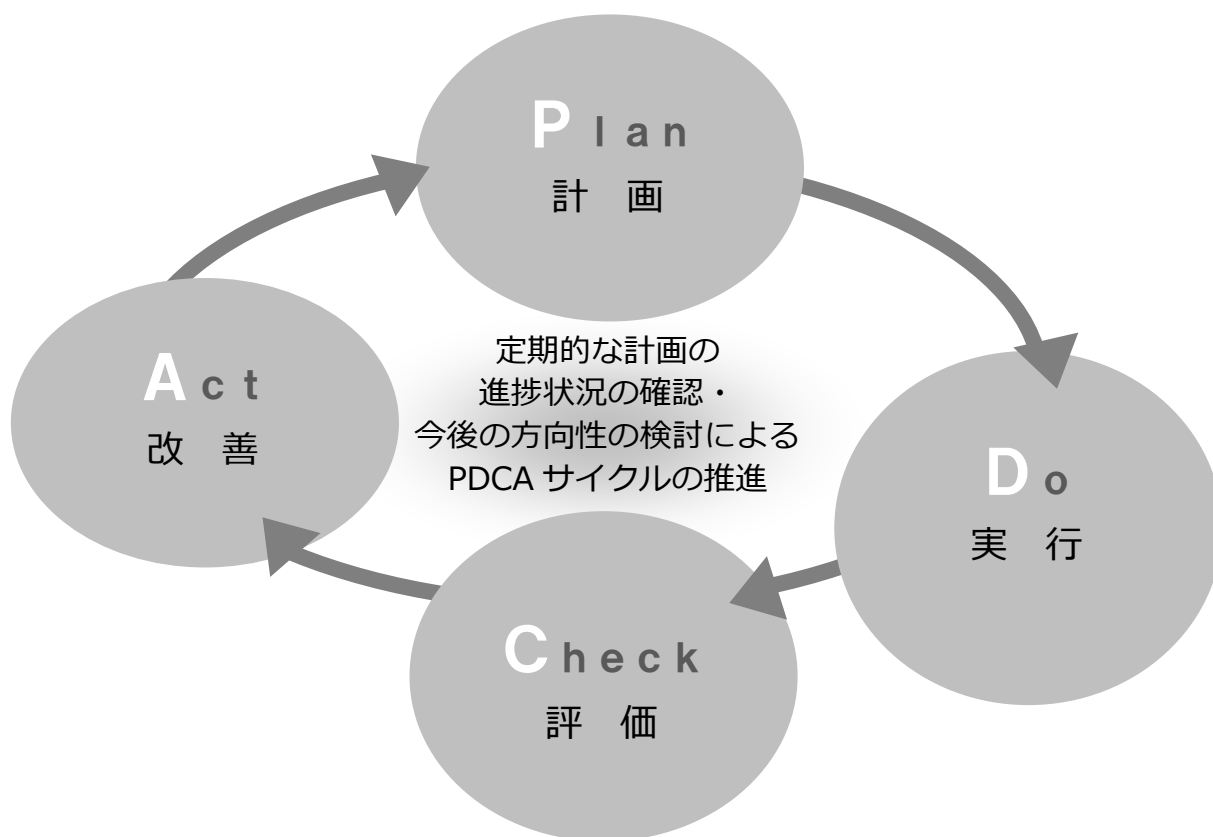 Plan
計　画
Act
改　善
定期的な計画の
進捗状況の確認・
今後の方向性の検討による
PDCA サイクルの推進
Do
実　行
Check
評　価